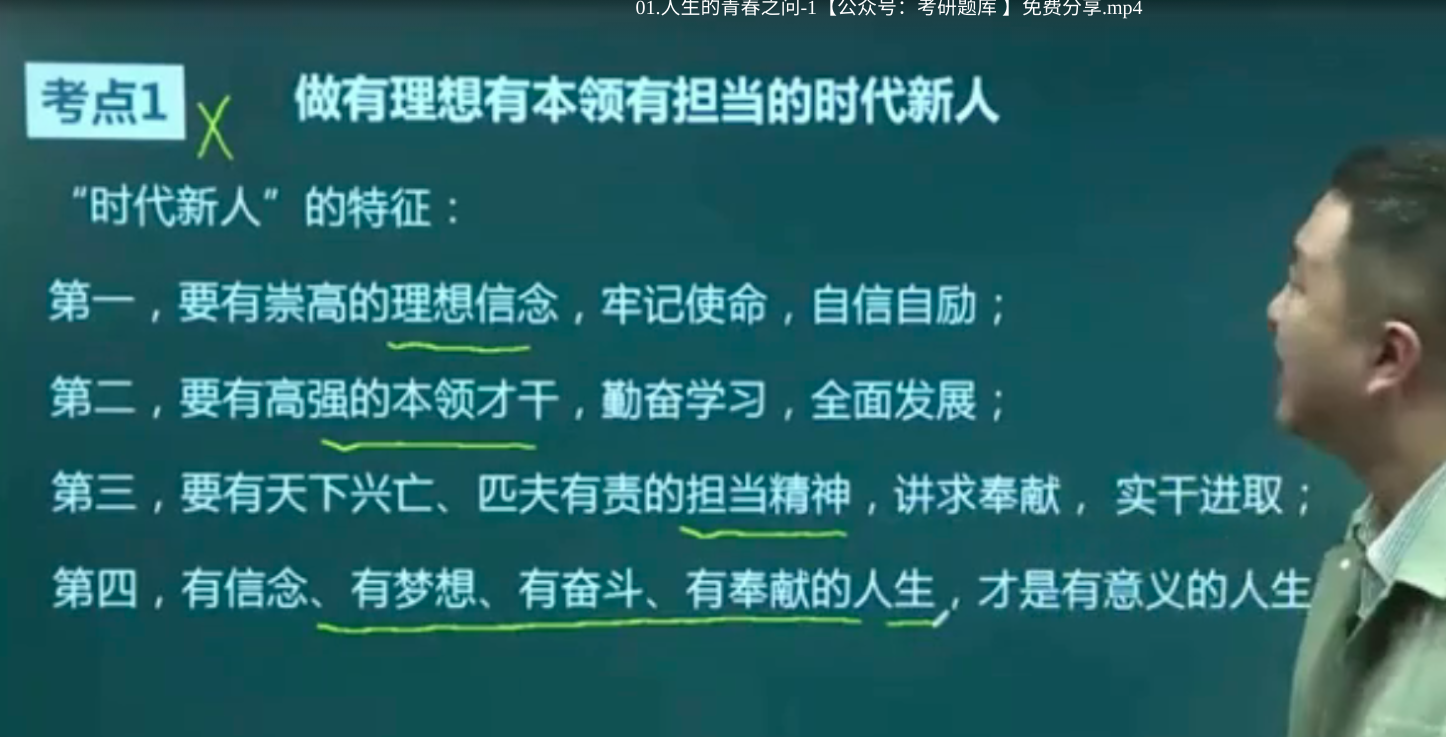 01.人生的青春之问-1【公众号：考研题库 】免费分享.mp4
考点1 做有理想有本领有担当的时代新人
“时代新人”的特征：
第一，要有崇高的理想信念，牢记使命，自信自励；
第二，要有高强的本领才干，勤奋学习，全面发展；
第三，要有天下兴亡、匹夫有责的担当精神，讲求奉献， 实干进取；
第四，有信念、有梦想、有奋斗、有奉献的人生，才是有意义的人生